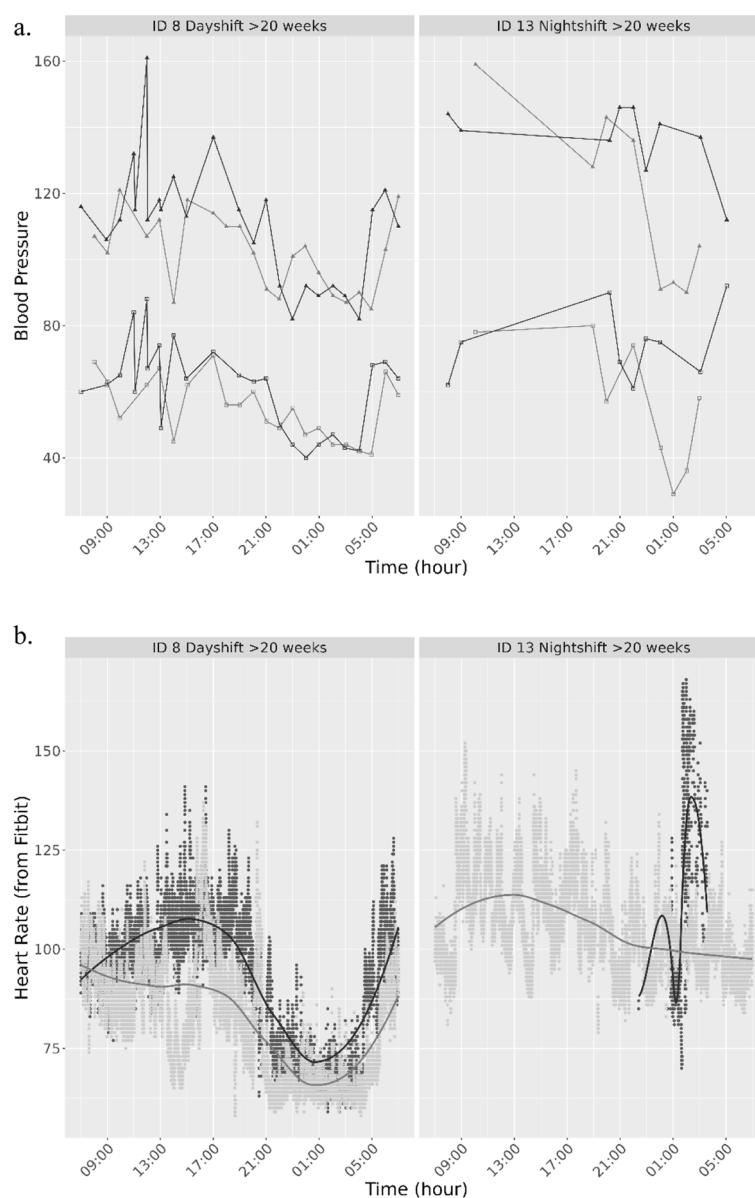 a.
ID 8 Dayshift >20 weeks
ID 13 Nightshift >20 weeks
Blood Pressure
160
120
80
40
09:00 13:00 17:00 21:00 01:00 05:00
09:00 13:00 17:00 21:00 01:00 05:00
Time (hour)
b.
ID 8 Dayshift >20 weeks
ID 13 Nightshift >20 weeks
Heart Rate (from Fitbit)
150
125
100
75
09:00 13:00 17:00 21:00 01:00 05:00
09:00 13:00 17:00 21:00 01:00 05:00
Time (hour)